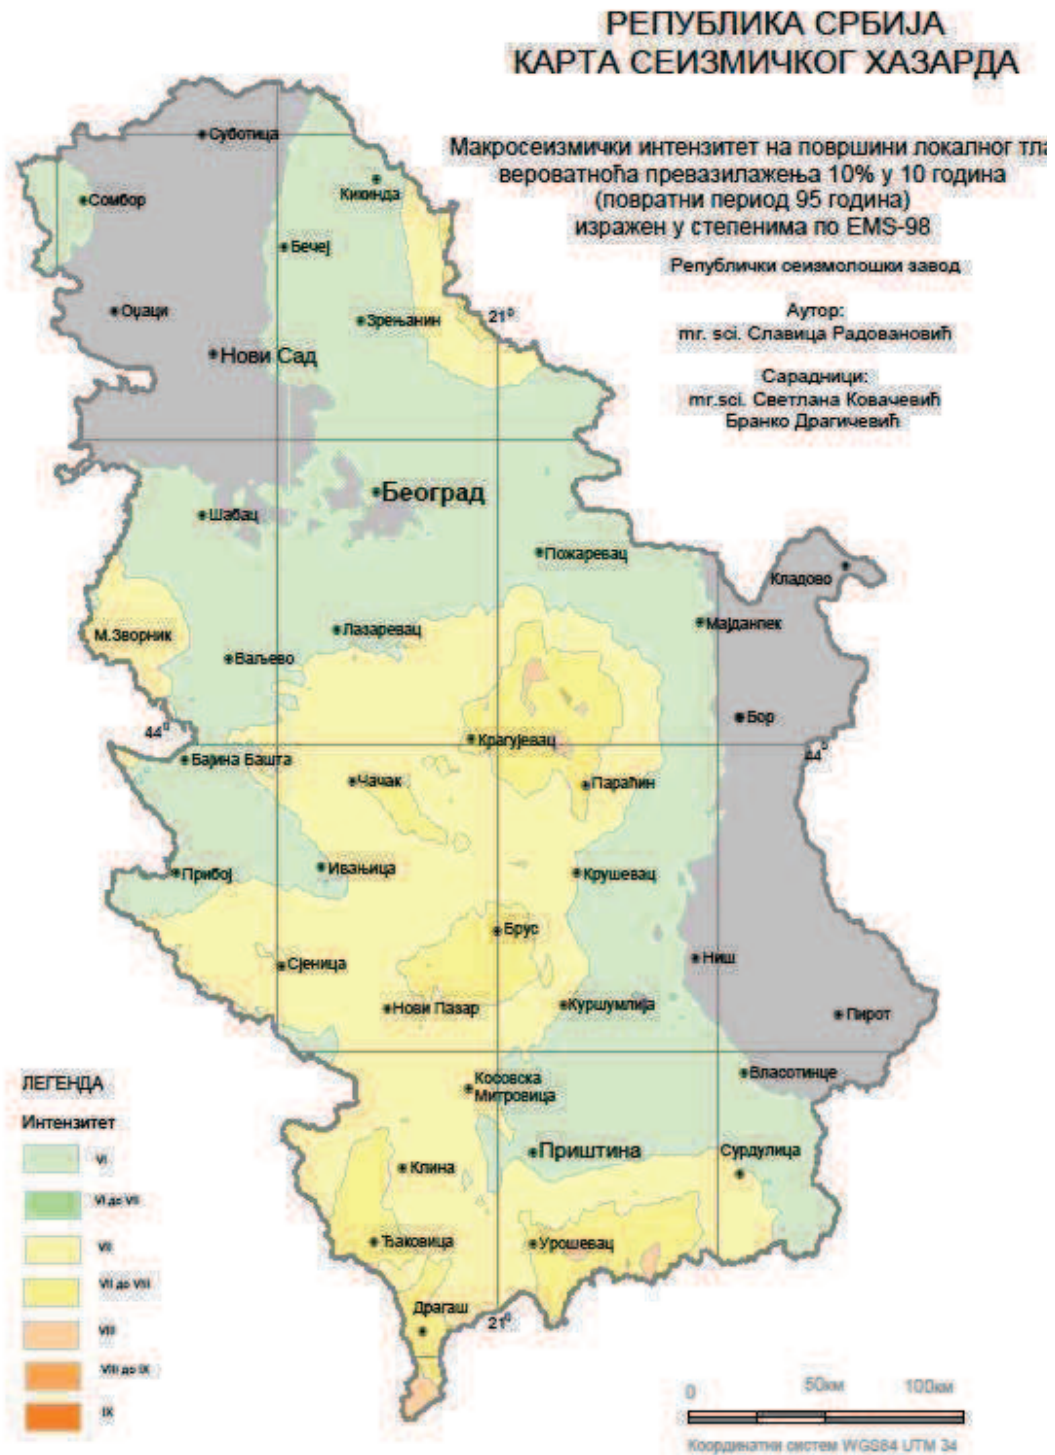 РЕПУБЛИКА СРБИЈА
КАРТА СЕИЗМИЧКОГ ХАЗАРДА
Макросеизмички интензитет на површини локалног тла
вероватноћа превазилажења 10% у 10 година
(повратни период 95 година)
изражен у степенима по EMS-98
Републички сеизмолошки завод
Аутор:
mr. sci. Славица Радовановић
Сарадници:
mr.sci. Светлана Ковачевић
Бранко Драгичевић
Суботица
Сомбор
Кикинда
Бечеј
Оџаци
Зрењанин
21⁰
Нови Сад
Београд
Шабац
Пожаревац
Кладово
Мајданпек
М.Зворник
Лазаревац
Ваљево
Бор
44⁰
Крагујевац
44⁰
Бајина Башта
Чачак
Параћин
Прибој
Ивањица
Крушевац
Брус
Сјеница
Ниш
Нови Пазар
Куршумлија
Пирот
Косовска
Митровица
Власотинце
Приштина
Сурдулица
Клина
Ђаковица
Урошевац
Драгаш
21⁰
ЛЕГЕНДА
Интензитет
VI
VI до VII
VII
VII до VIII
VIII
VIII до IX
IX
0 50км 100км
Координатни систем WGS84 UTM 34